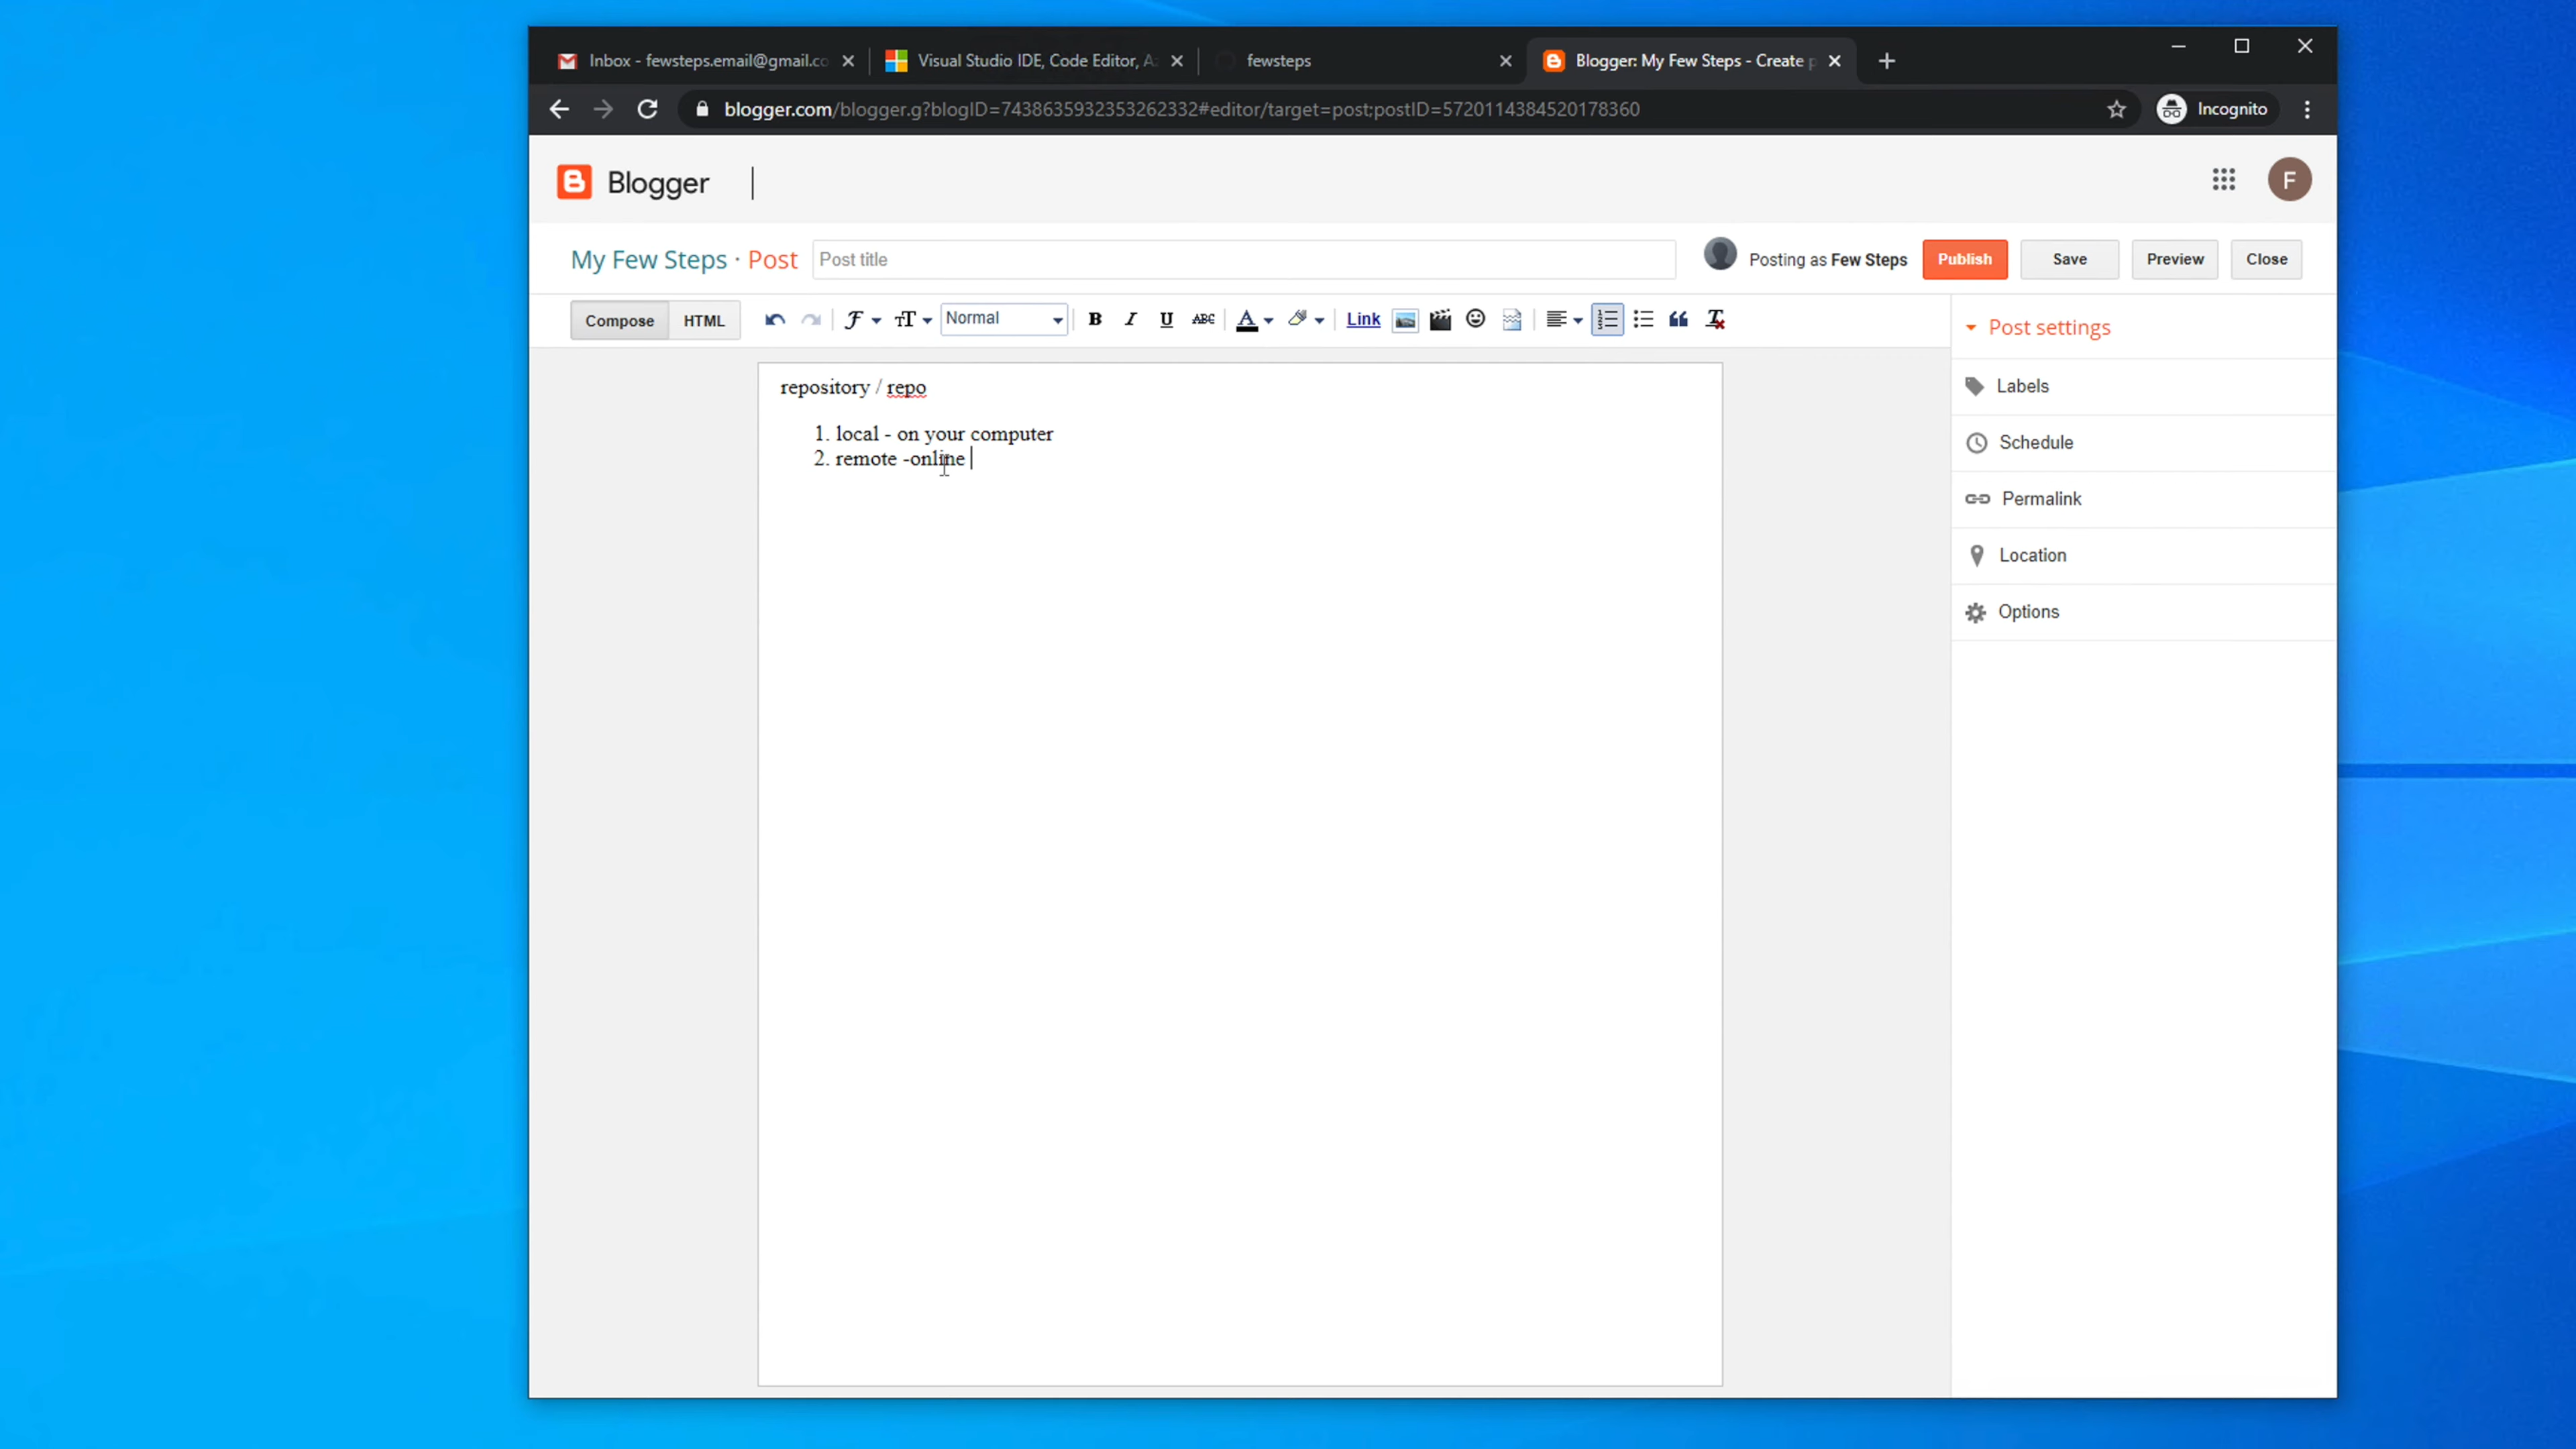 Inbox - fewsteps.email@gmail.co
Visual Studio IDE, Code Editor, A
fewsteps
Blogger: My Few Steps - Create p
blogger.com/blogger.g?blogID=7438635932353262332#editor/target=post;postID=5720114384520178360
Incognito
Blogger
F
My Few Steps · Post
Post title
Posting as Few Steps
Publish
Save
Preview
Close
Compose
HTML
Normal
B I U ABC A
Link
Post settings
Labels
Schedule
Permalink
Location
Options
repository / repo
1. local - on your computer
2. remote -online